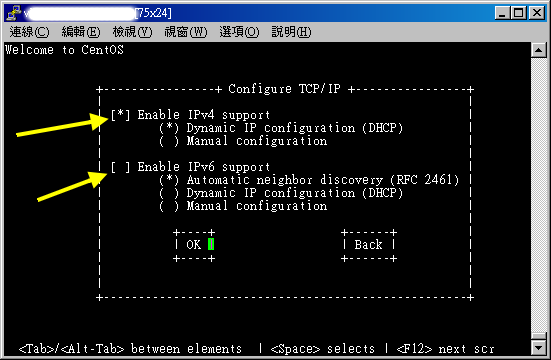 [75x24]
連線(C) 編輯(E) 檢視(V) 視窗(W) 選項(O) 說明(H)
Welcome to CentOS
Configure TCP/IP
[*] Enable IPv4 support
(*) Dynamic IP configuration (DHCP)
( ) Manual configuration
[ ] Enable IPv6 support
(*) Automatic neighbor discovery (RFC 2461)
( ) Dynamic IP configuration (DHCP)
( ) Manual configuration
OK Back
<Tab>/<Alt-Tab> between elements | <Space> selects | <F12> next scr